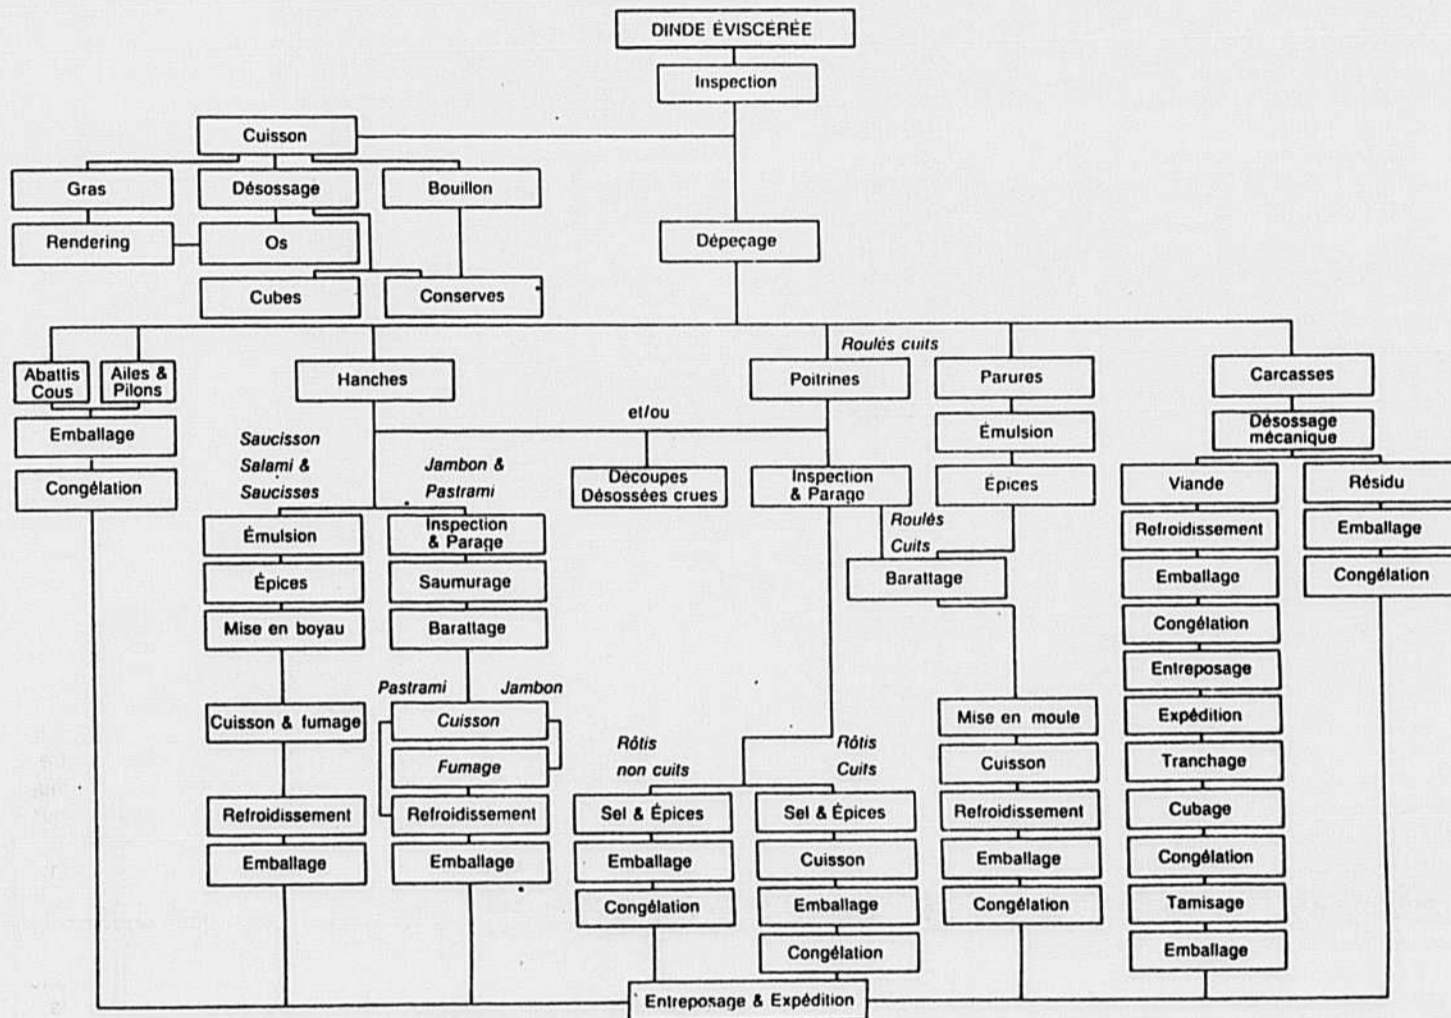 DINDE ÉVISCÉRÉE
Inspection
Cuisson
Gras
Désossage
Bouillon
Rendering
Os
Dépeçage
Cubes
Conserves
Abattis
Cous
Ailes &
Pilons
Hanches
Roulés cuits
Poitrines
Parures
Carcasses
Emballage
et/ou
Émulsion
Désossage
mécanique
Congélation
Saucisson
Salami &
Saucisses
Jambon &
Pastrami
Découpes
Désossées crues
Inspection
& Parage
Épices
Viande
Résidu
Émulsion
Inspection
& Parage
Roulés
Cuits
Refroidissement
Emballage
Épices
Saumurage
Barattage
Emballage
Congélation
Mise en boyau
Barattage
Congélation
Entreposage
Pastrami
Jambon
Cuisson & fumage
Cuisson
Mise en moule
Expédition
Fumage
Rôtis
non cuits
Rôtis
Cuits
Cuisson
Tranchage
Refroidissement
Refroidissement
Sel & Épices
Sel & Épices
Refroidissement
Cubage
Emballage
Emballage
Emballage
Cuisson
Emballage
Congélation
Congélation
Emballage
Congélation
Tamisage
Congélation
Emballage
Entreposage & Expédition